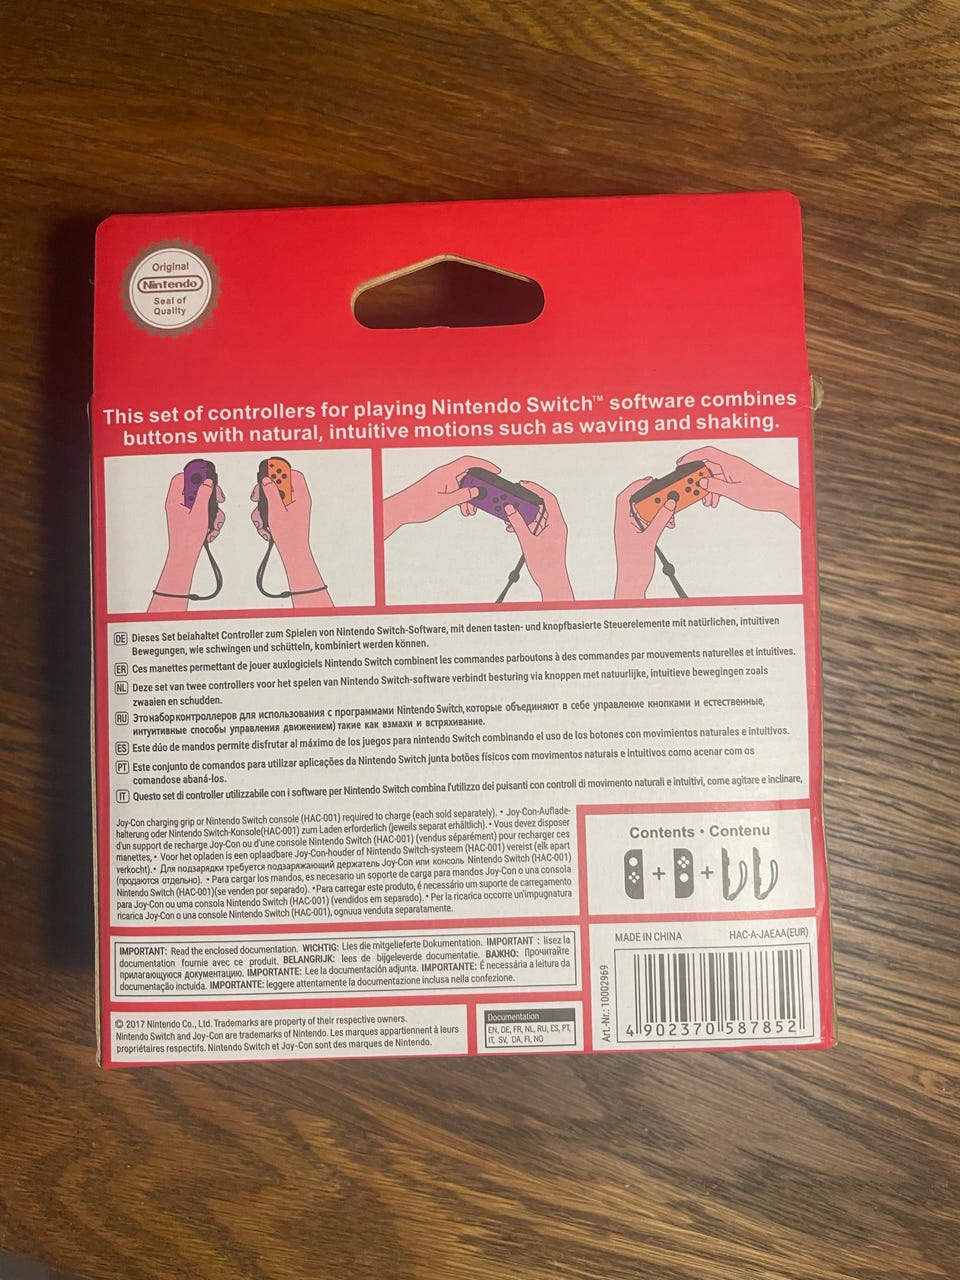 Original
Nintendo
Seal of
Quality
This set of controllers for playing Nintendo Switch™ software combines
buttons with natural, intuitive motions such as waving and shaking.
DE Dieses Set beiahaltet Controller zum Spielen von Nintendo Switch-Software, mit denen tasten- und knopfbasierte Steuerelemente mit natürlichen, intuitiven
Bewegungen, wie schwingen und schütteln, kombiniert werden können.
ER Ces manettes permettant de jouer auxlogiciels Nintendo Switch combinent les commandes parboutons à des commandes par mouvements naturelles et intuitives.
NL Deze set van twee controllers voor het spelen van Nintendo Switch-software verbindt besturing via knoppen met natuurlijke, intuitieve bewegingen zoals
zwaaien en schudden.
RU Это набор контроллеров для использования с программами Nintendo Switch, которые объединяют в себе управление кнопками и естественные,
интуитивные способы управления движением) такие как взмахи и встряхивание.
ES Este dúo de mandos permite disfrutar al máximo de los juegos para nintendo Switch combinando el uso de los botones con movimientos naturales e intuitivos.
PT Este conjunto de comandos para utilizar aplicações da Nintendo Switch junta botões físicos com movimentos naturais e intuitivos como acenar com os
comandose abaná-los.
IT Questo set di controller utilizzabile con i software per Nintendo Switch combina l'utilizzo dei puisanti con controli di movimento naturali e intuitivi, come agitare e inclinare,
Joy-Con charging grip or Nintendo Switch console (HAC-001) required to charge (each sold separately). • Joy-Con-Auflade-
halterung oder Nintendo Switch-Konsole(HAC-001) zum Laden erforderlich (jeweils separat erhältlich). • Vous devez disposer
d'un support de recharge Joy-Con ou d'une console Nintendo Switch (HAC-001) (vendus séparément) pour recharger ces
manettes, • Voor het opladen is een oplaadbare Joy-Con-houder of Nintendo Switch-systeem (HAC-001) vereist (elk apart
verkocht). • Для подзарядки требуется подзаряжающий держатель Joy-Con или консоль Nintendo Switch (HAC-001)
(продаются отдельно). • Para cargar los mandos, es necesario un soporte de carga para mandos Joy-Con o una consola
Nintendo Switch (HAC-001)(se venden por separado). •Para carregar este produto, é necessário um suporte de carregamento
para Joy-Con ou uma consola Nintendo Switch (HAC-001) (vendidos em separado). • Per la ricarica occorre un'impugnatura
ricarica Joy-Con o una console Nintendo Switch (HAC-001), ognuua venduta separatamente.
Contents • Contenu
+ +
IMPORTANT: Read the enclosed documentation. WICHTIG: Lies die mitgelieferte Dokumentation. IMPORTANT : lisez la
documentation fournie avec ce produit. BELANGRIJK: lees de bijgeleverde documentatie. ВАЖНО: Прочитайте
прилагающуюся документацию. IMPORTANTE: Lee la documentación adjunta. IMPORTANTE: É necessária a leitura da
documentação inctuida. IMPORTANTE: leggere attentamente la documentazione inclusa nella confezione.
MADE IN CHINA HAC-A-JAEAA(EUR)
Art.-Nr.: 10002969
4 902370 587852
© 2017 Nintendo Co., Ltd. Trademarks are property of their respective owners.
Nintendo Switch and Joy-Con are trademarks of Nintendo. Les marques appartiennent à leurs
propriétaires respectifs. Nintendo Switch et Joy-Con sont des marques de Nintendo.
Documentation
EN, DE, FR, NL, RU, ES, PT,
IT, SV, DA, FI, NO